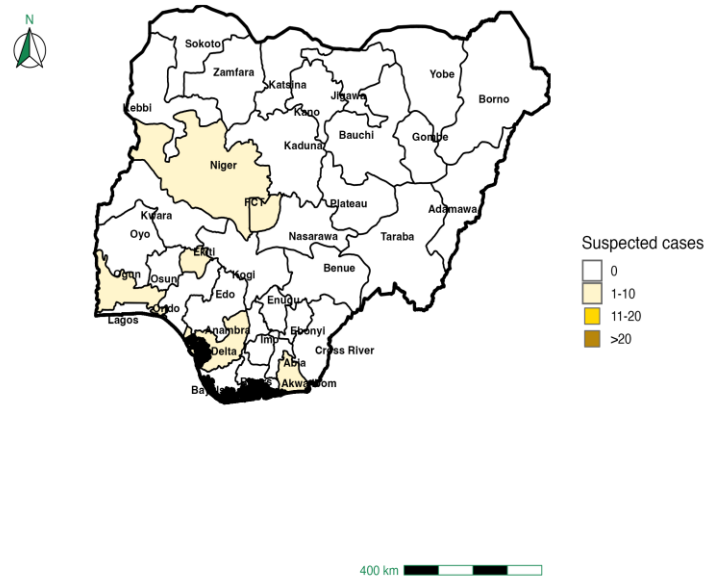 N
Sokoto
Zamfara
Katsina
Jigawa
Yobe
Borno
Kebbi
Kano
Kaduna
Bauchi
Gombe
Niger
FCT
Plateau
Adamawa
Kwara
Oyo
Nasarawa
Taraba
Ekiti
Ogun
Osun
Kogi
Benue
Edo
Enugu
Ondo
Lagos
Anambra
Imo
Ebonyi
Delta
Cross River
Abia
Akwa Ibom
Suspected cases
0
1-10
11-20
>20
400 km